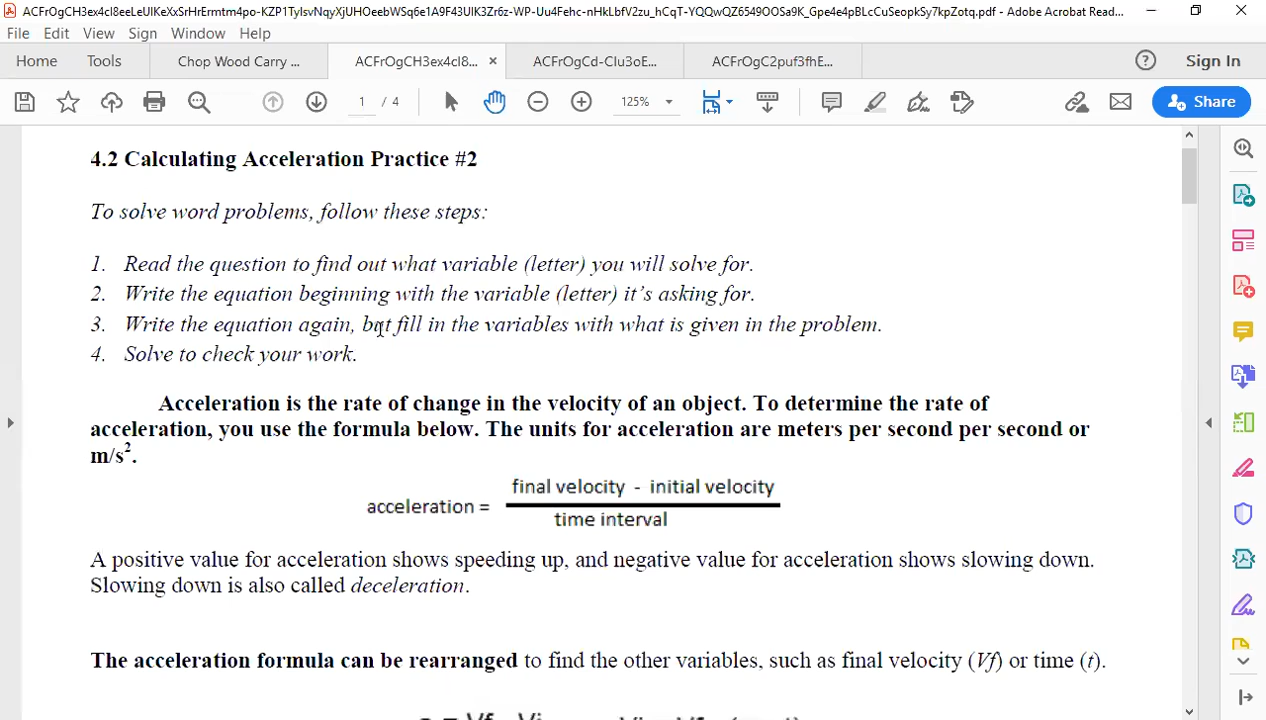 ACFrOgCH3ex4cl8eeLeUlKeXxSrHrErmtm4po-KZP1TylsvNqyXjUHOeebWSq6e1A9F43UlK3Zr6z-WP-Uu4Fehc-nHkLbfV2zu_hCqT-YQQwQZ6549OOSa9K_Gpe4e4pBLcCuSeopkSy7kpZotq.pdf - Adobe Acrobat Read...
File Edit View Sign Window Help
Home Tools Chop Wood Carry ... ACFrOgCH3ex4cl8... × ACFrOgCd-CIu3oE... ACFrOgC2puf3fhE... Sign In
1 / 4 125% Share
4.2 Calculating Acceleration Practice #2
To solve word problems, follow these steps:
1. Read the question to find out what variable (letter) you will solve for.
2. Write the equation beginning with the variable (letter) it's asking for.
3. Write the equation again, but fill in the variables with what is given in the problem.
4. Solve to check your work.
Acceleration is the rate of change in the velocity of an object. To determine the rate of
acceleration, you use the formula below. The units for acceleration are meters per second per second or
m/s².
acceleration = final velocity - initial velocity
time interval
A positive value for acceleration shows speeding up, and negative value for acceleration shows slowing down.
Slowing down is also called deceleration.
The acceleration formula can be rearranged to find the other variables, such as final velocity (Vf) or time (t).